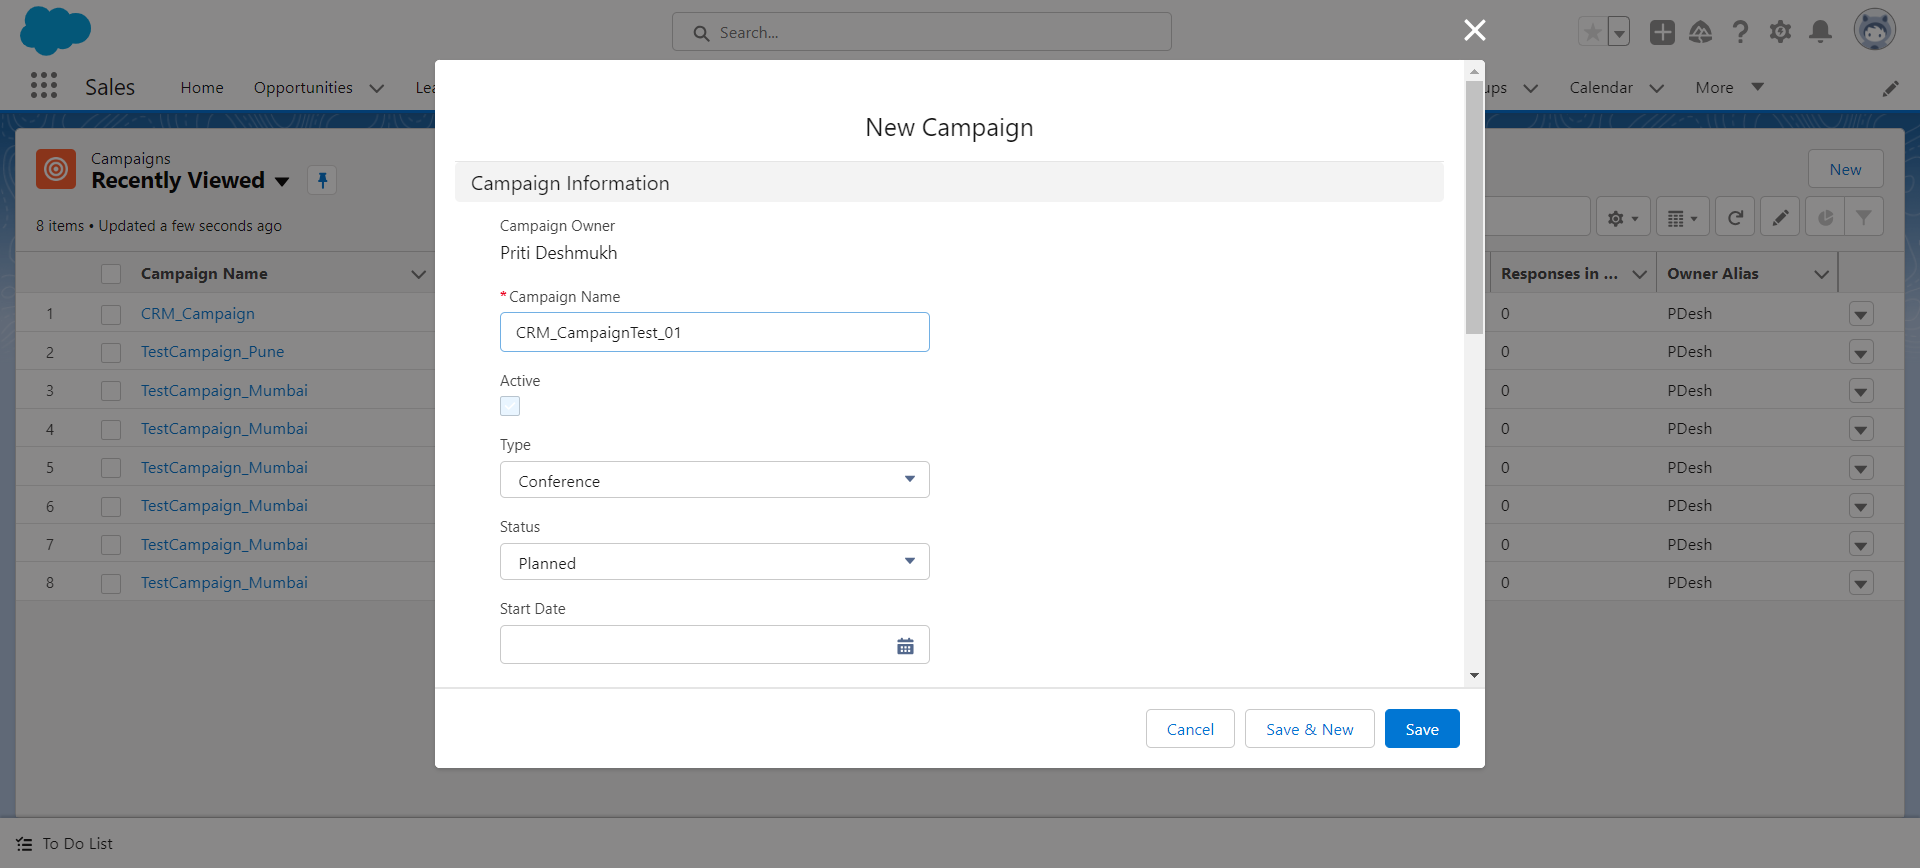 Search...
Sales
Home
Opportunities
Lea
ups
Calendar
More
Campaigns
Recently Viewed
8 items • Updated a few seconds ago
New
Campaign Name
Responses in ...
Owner Alias
1 CRM_Campaign 0 PDesh
2 TestCampaign_Pune 0 PDesh
3 TestCampaign_Mumbai 0 PDesh
4 TestCampaign_Mumbai 0 PDesh
5 TestCampaign_Mumbai 0 PDesh
6 TestCampaign_Mumbai 0 PDesh
7 TestCampaign_Mumbai 0 PDesh
8 TestCampaign_Mumbai 0 PDesh
New Campaign
Campaign Information
Campaign Owner
Priti Deshmukh
*Campaign Name
CRM_CampaignTest_01
Active
Type
Conference
Status
Planned
Start Date
Cancel
Save & New
Save
To Do List